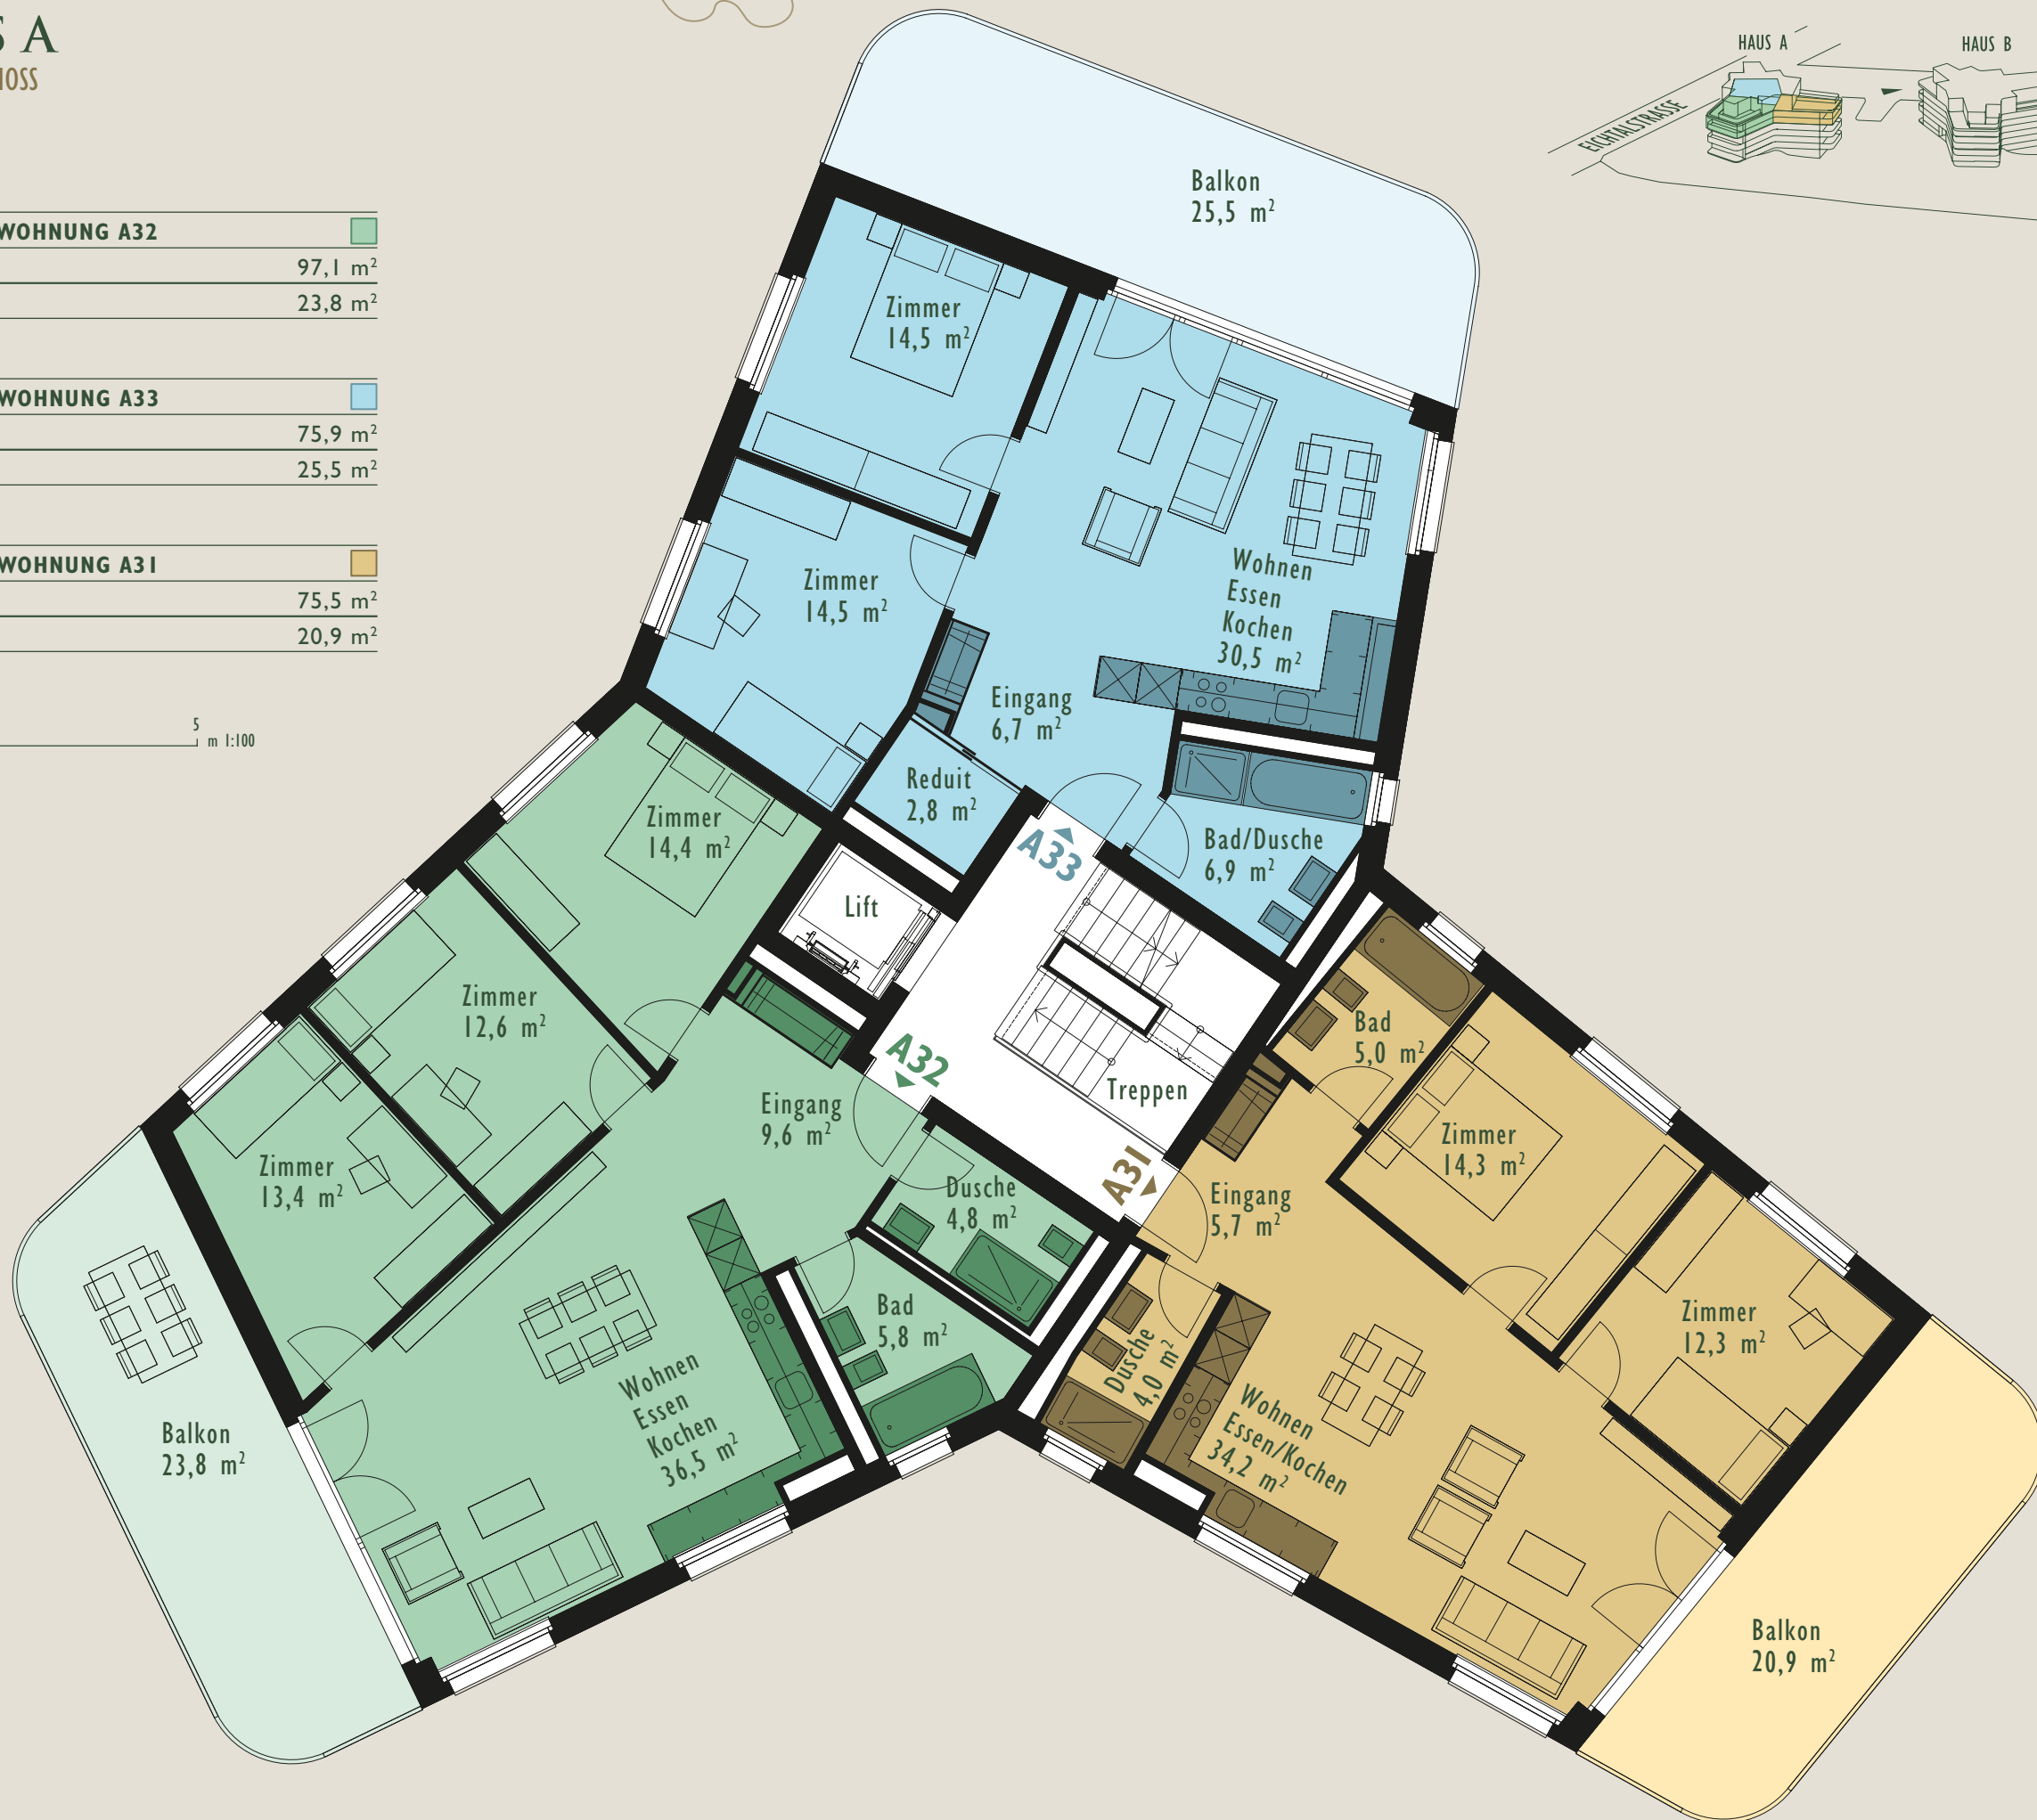 S A
HOSS
HAUS A
HAUS B
EICHTALSTRASSE
WOHNUNG A32
97,1 m²
23,8 m²
WOHNUNG A33
75,9 m²
25,5 m²
WOHNUNG A31
75,5 m²
20,9 m²
5
m 1:100
Balkon
25,5 m²
Zimmer
14,5 m²
Zimmer
14,5 m²
Wohnen
Essen
Kochen
30,5 m²
Eingang
6,7 m²
Reduit
2,8 m²
Bad/Dusche
6,9 m²
A33
Lift
Zimmer
14,4 m²
Zimmer
12,6 m²
Zimmer
13,4 m²
Eingang
9,6 m²
A32
Treppen
A31
Dusche
4,8 m²
Bad
5,8 m²
Wohnen
Essen
Kochen
36,5 m²
Balkon
23,8 m²
Bad
5,0 m²
Zimmer
14,3 m²
Eingang
5,7 m²
Zimmer
12,3 m²
Dusche
4,0 m²
Wohnen
Essen/Kochen
34,2 m²
Balkon
20,9 m²